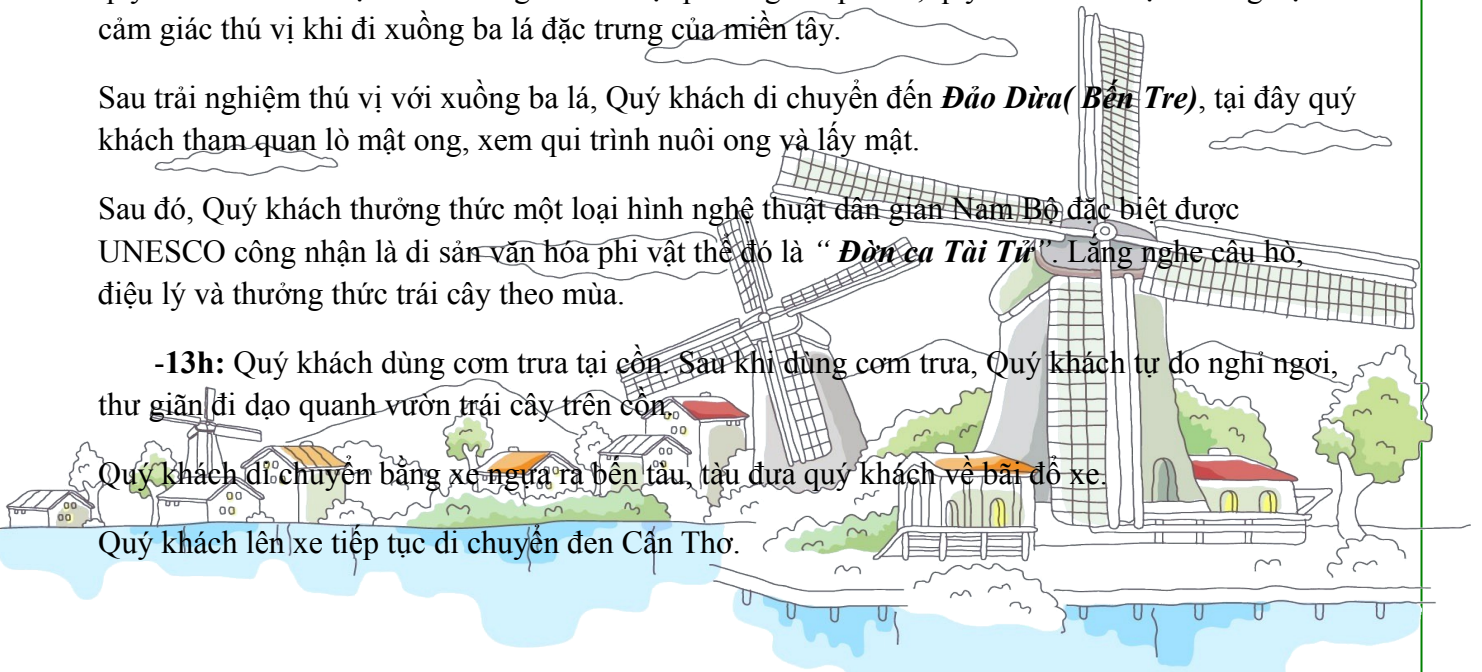 cảm giác thú vị khi đi xuồng ba lá đặc trưng của miền tây.
Sau trải nghiệm thú vị với xuồng ba lá, Quý khách di chuyển đến Đảo Dừa( Bến Tre), tại đây quý
khách tham quan lò mật ong, xem qui trình nuôi ong và lấy mật.
Sau đó, Quý khách thưởng thức một loại hình nghệ thuật dân gian Nam Bộ đặc biệt được
UNESCO công nhận là di sản văn hóa phi vật thể đó là “ Đờn ca Tài Tử”. Lắng nghe câu hò,
điệu lý và thưởng thức trái cây theo mùa.
-13h: Quý khách dùng cơm trưa tại cồn. Sau khi dùng cơm trưa, Quý khách tự do nghỉ ngơi,
thư giãn đi dạo quanh vườn trái cây trên cồn.
Quý khách di chuyển bằng xe ngựa ra bến tàu, tàu đưa quý khách về bãi đổ xe.
Quý khách lên xe tiếp tục di chuyển đen Cần Thơ.